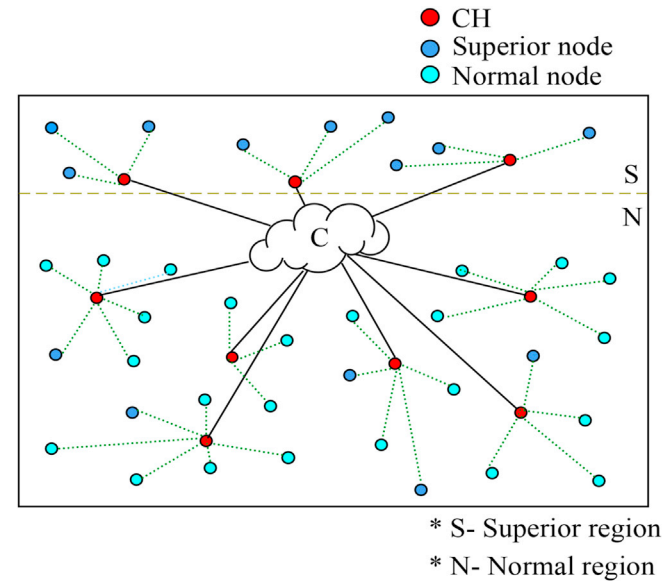 CH
Superior node
Normal node
S
N
C
* S- Superior region
* N- Normal region